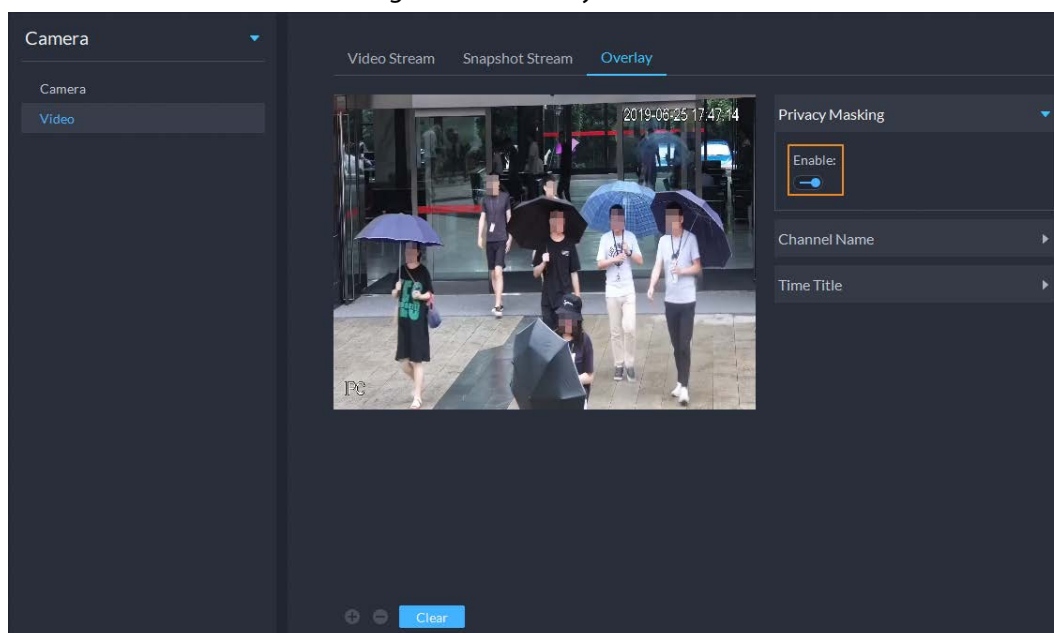 Camera
Video Stream Snapshot Stream Overlay
Camera
Video
2019-06-25 17:47:14
Privacy Masking
Enable:
Channel Name
Time Title
PC
Clear